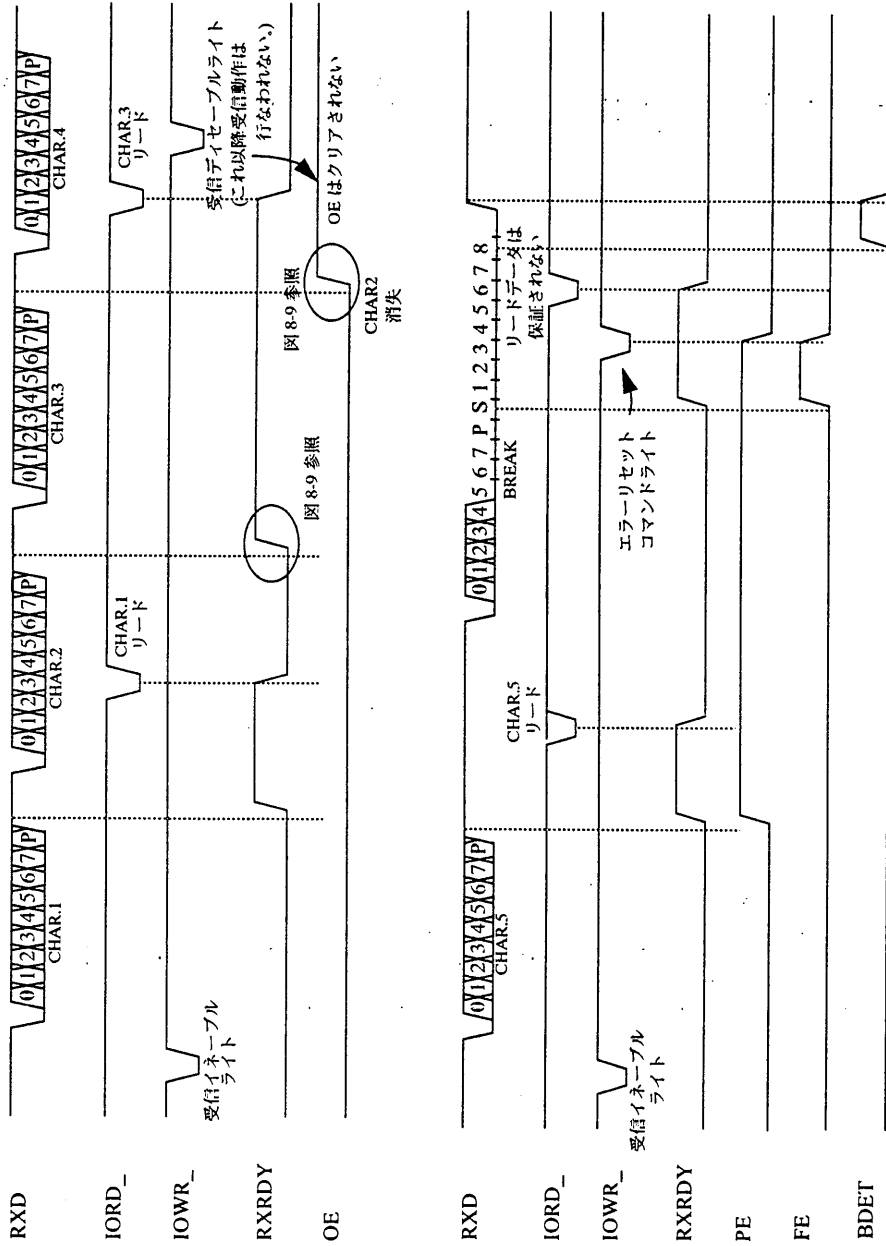 RXD
0 1 2 3 4 5 6 7 P
CHAR.1
0 1 2 3 4 5 6 7 P
CHAR.2
0 1 2 3 4 5 6 7 P
CHAR.3
0 1 2 3 4 5 6 7 P
CHAR.4
IORD_
CHAR.1
リード
CHAR.3
リード
IOWR_
受信イネーブル
ライト
受信ディセーブルライト
(これ以降受信動作は
行なわれない。)
RXRDY
図 8-9 参照
図 8-9 参照
OE
OE はクリアされない
CHAR2
消失
RXD
0 1 2 3 4 5 6 7 P
CHAR.5
0 1 2 3 4 5 6 7 P S 1 2 3 4 5 6 7 8
BREAK
IORD_
CHAR.5
リード
リードデータは
保証されない
IOWR_
受信イネーブル
ライト
エラーリセット
コマンドライト
RXRDY
PE
FE
BDET